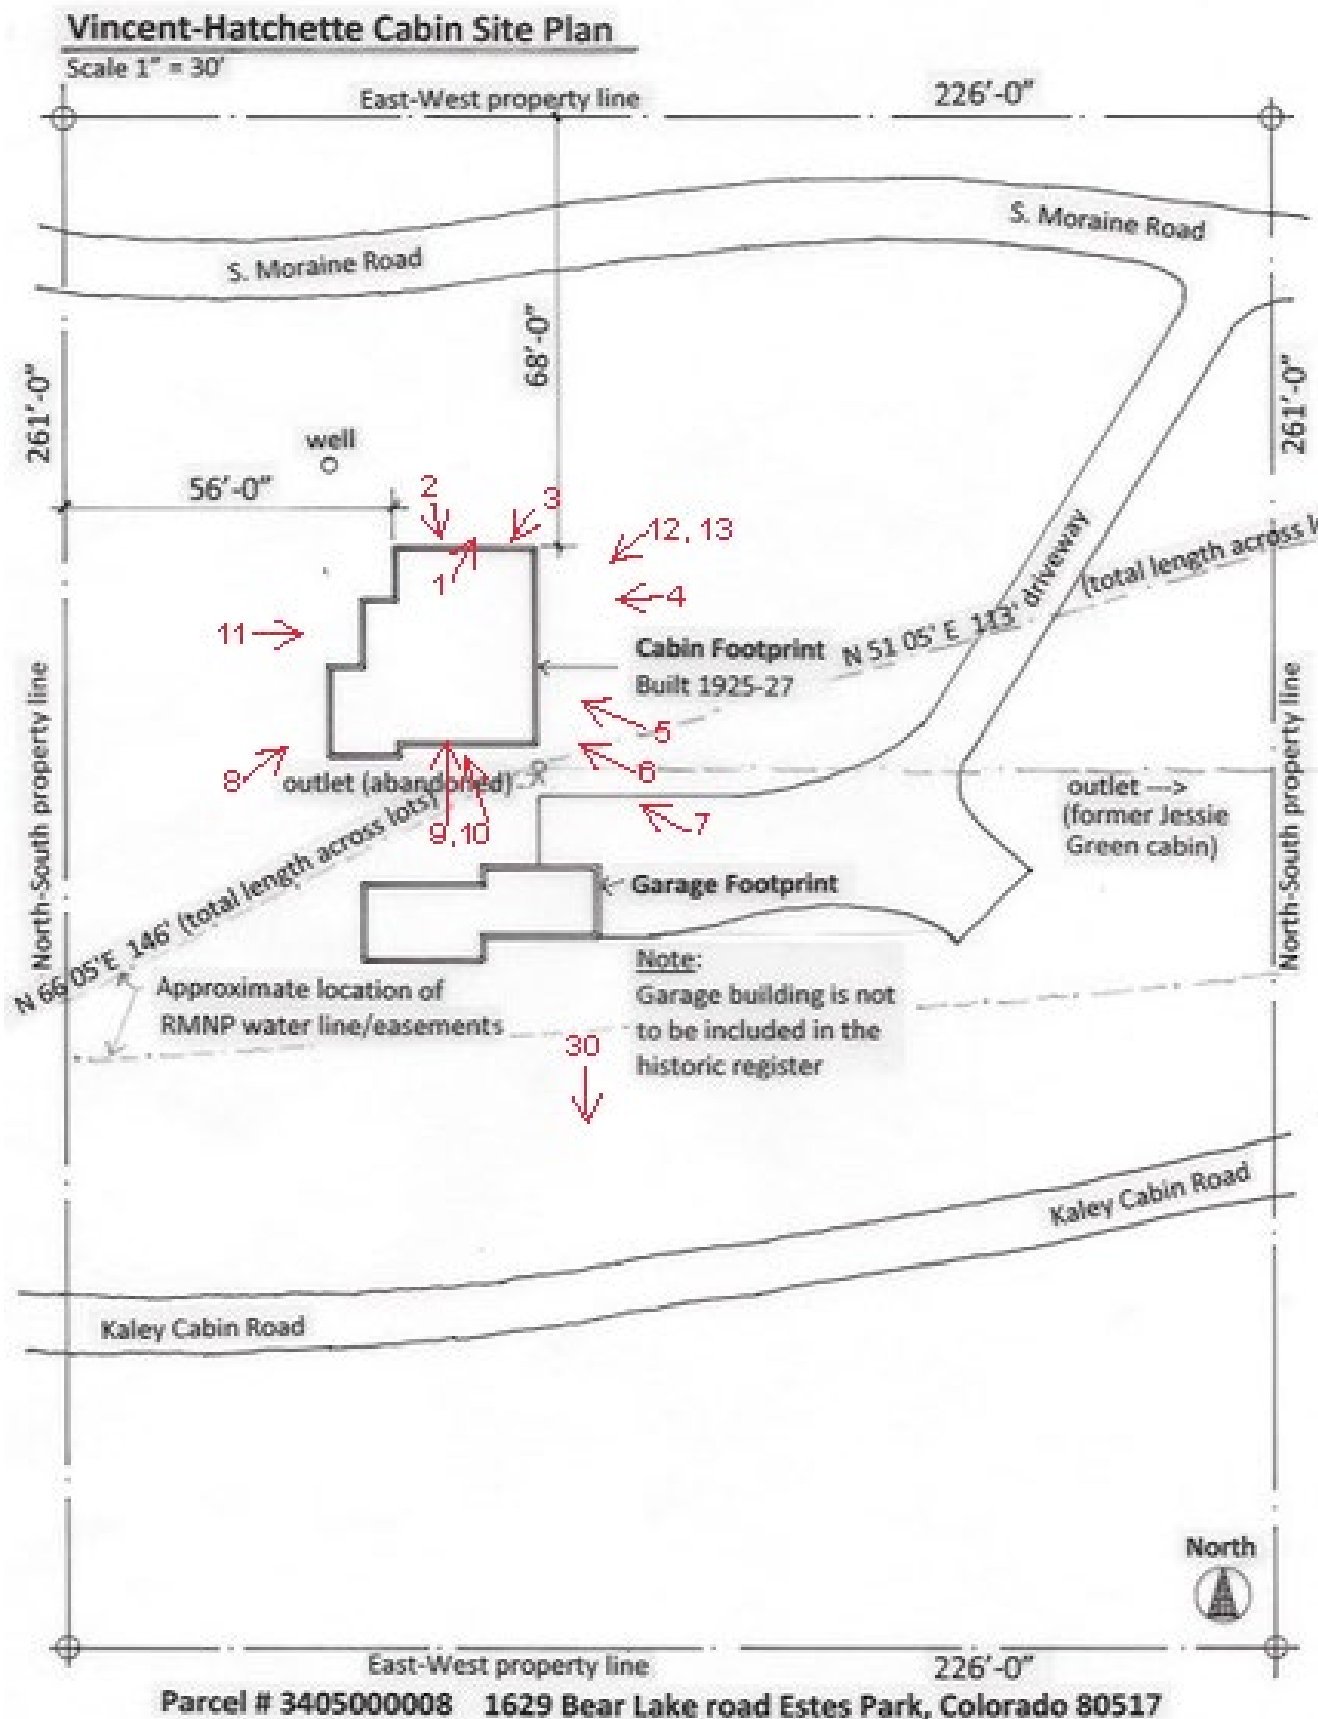 Vincent-Hatchette Cabin Site Plan
Scale 1" = 30'
East-West property line
226'-0"
S. Moraine Road
S. Moraine Road
68'-0"
261'-0"
261'-0"
well
56'-0"
2
3
12, 13
1
4
11
driveway
(total length across
Cabin Footprint
Built 1925-27
N 51 05' E 113'
5
6
8
outlet (abandoned)
9,10
7
outlet --->
(former Jessie
Green cabin)
North-South property line
North-South property line
Garage Footprint
N 66 05'E 146' (total length across lots)
Approximate location of
RMNP water line/easements
Note:
Garage building is not
to be included in the
historic register
30
Kaley Cabin Road
Kaley Cabin Road
North
East-West property line
226'-0"
Parcel # 3405000008 1629 Bear Lake road Estes Park, Colorado 80517